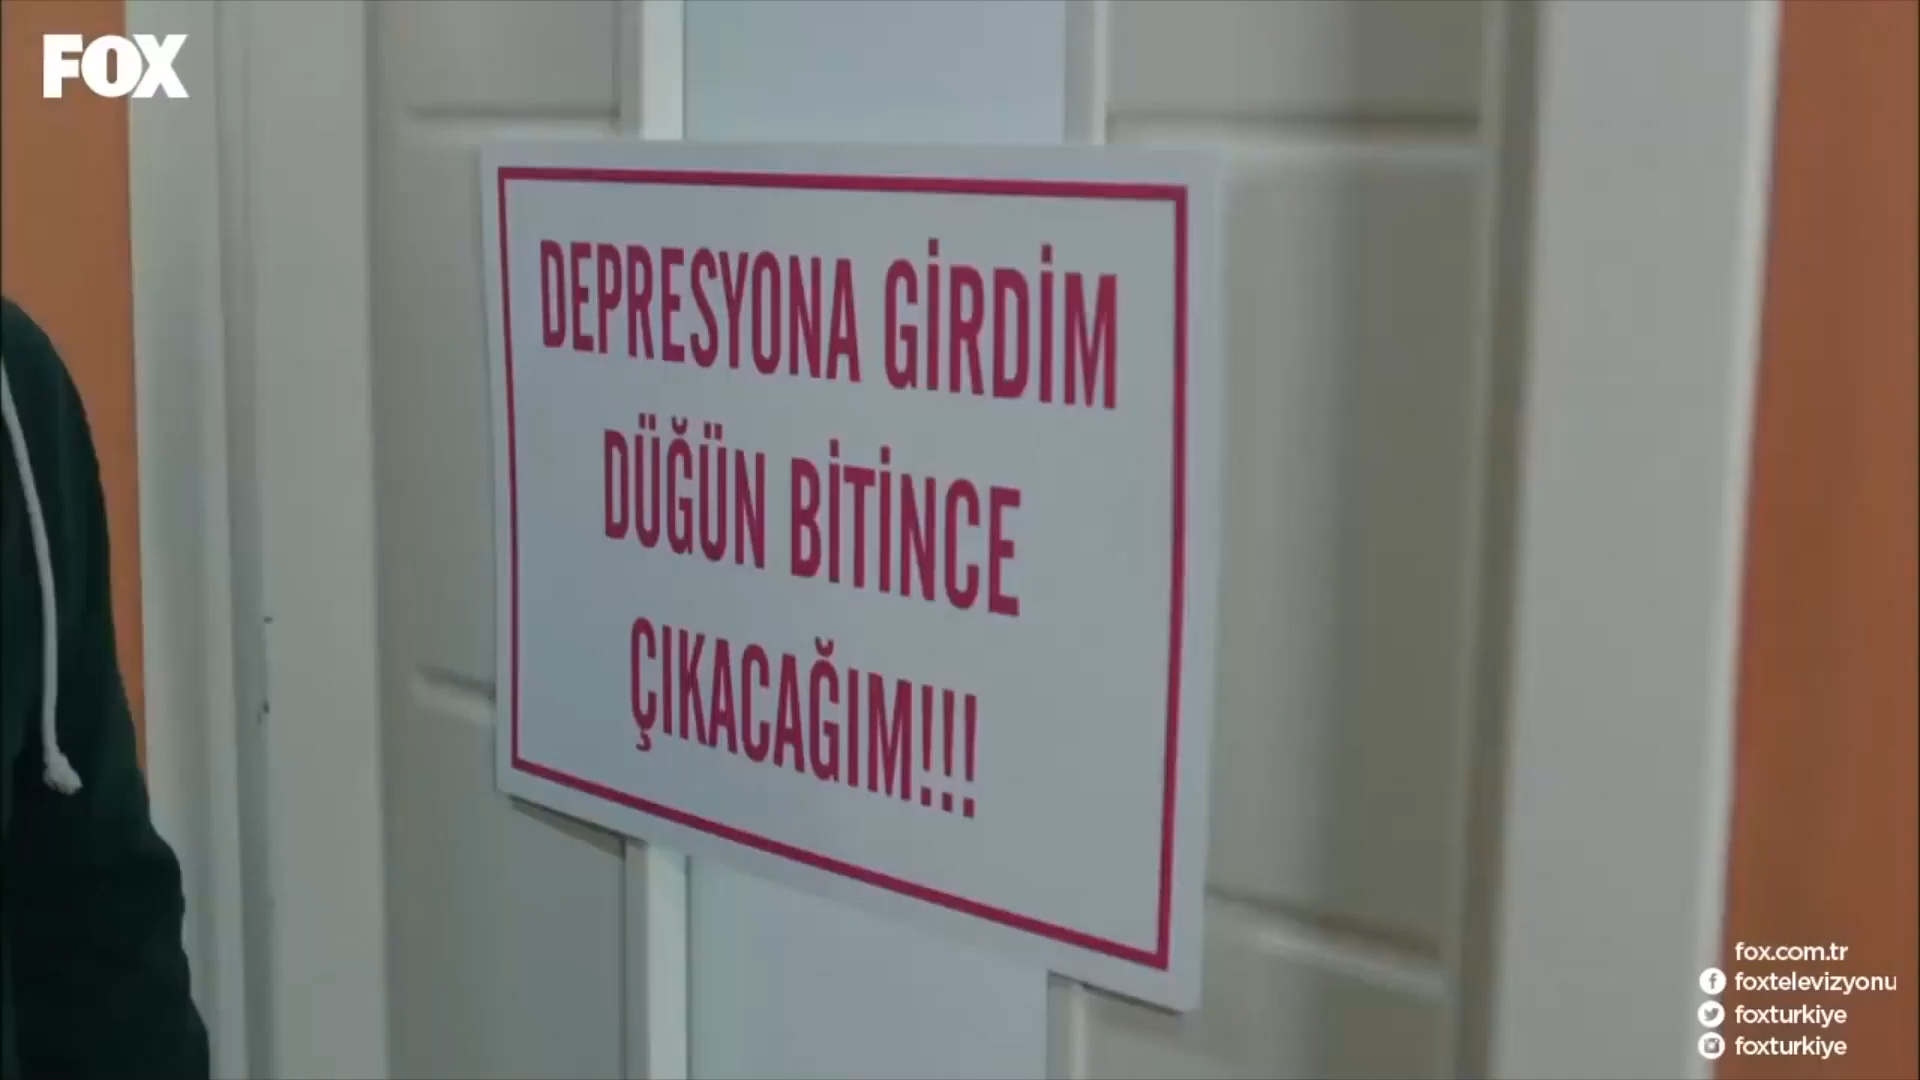 FOX
DEPRESYONA GİRDİM
DÜĞÜN BİTİNCE
ÇIKACAĞIM!!!
fox.com.tr
foxtelevizyonu
foxturkiye
foxturkiye